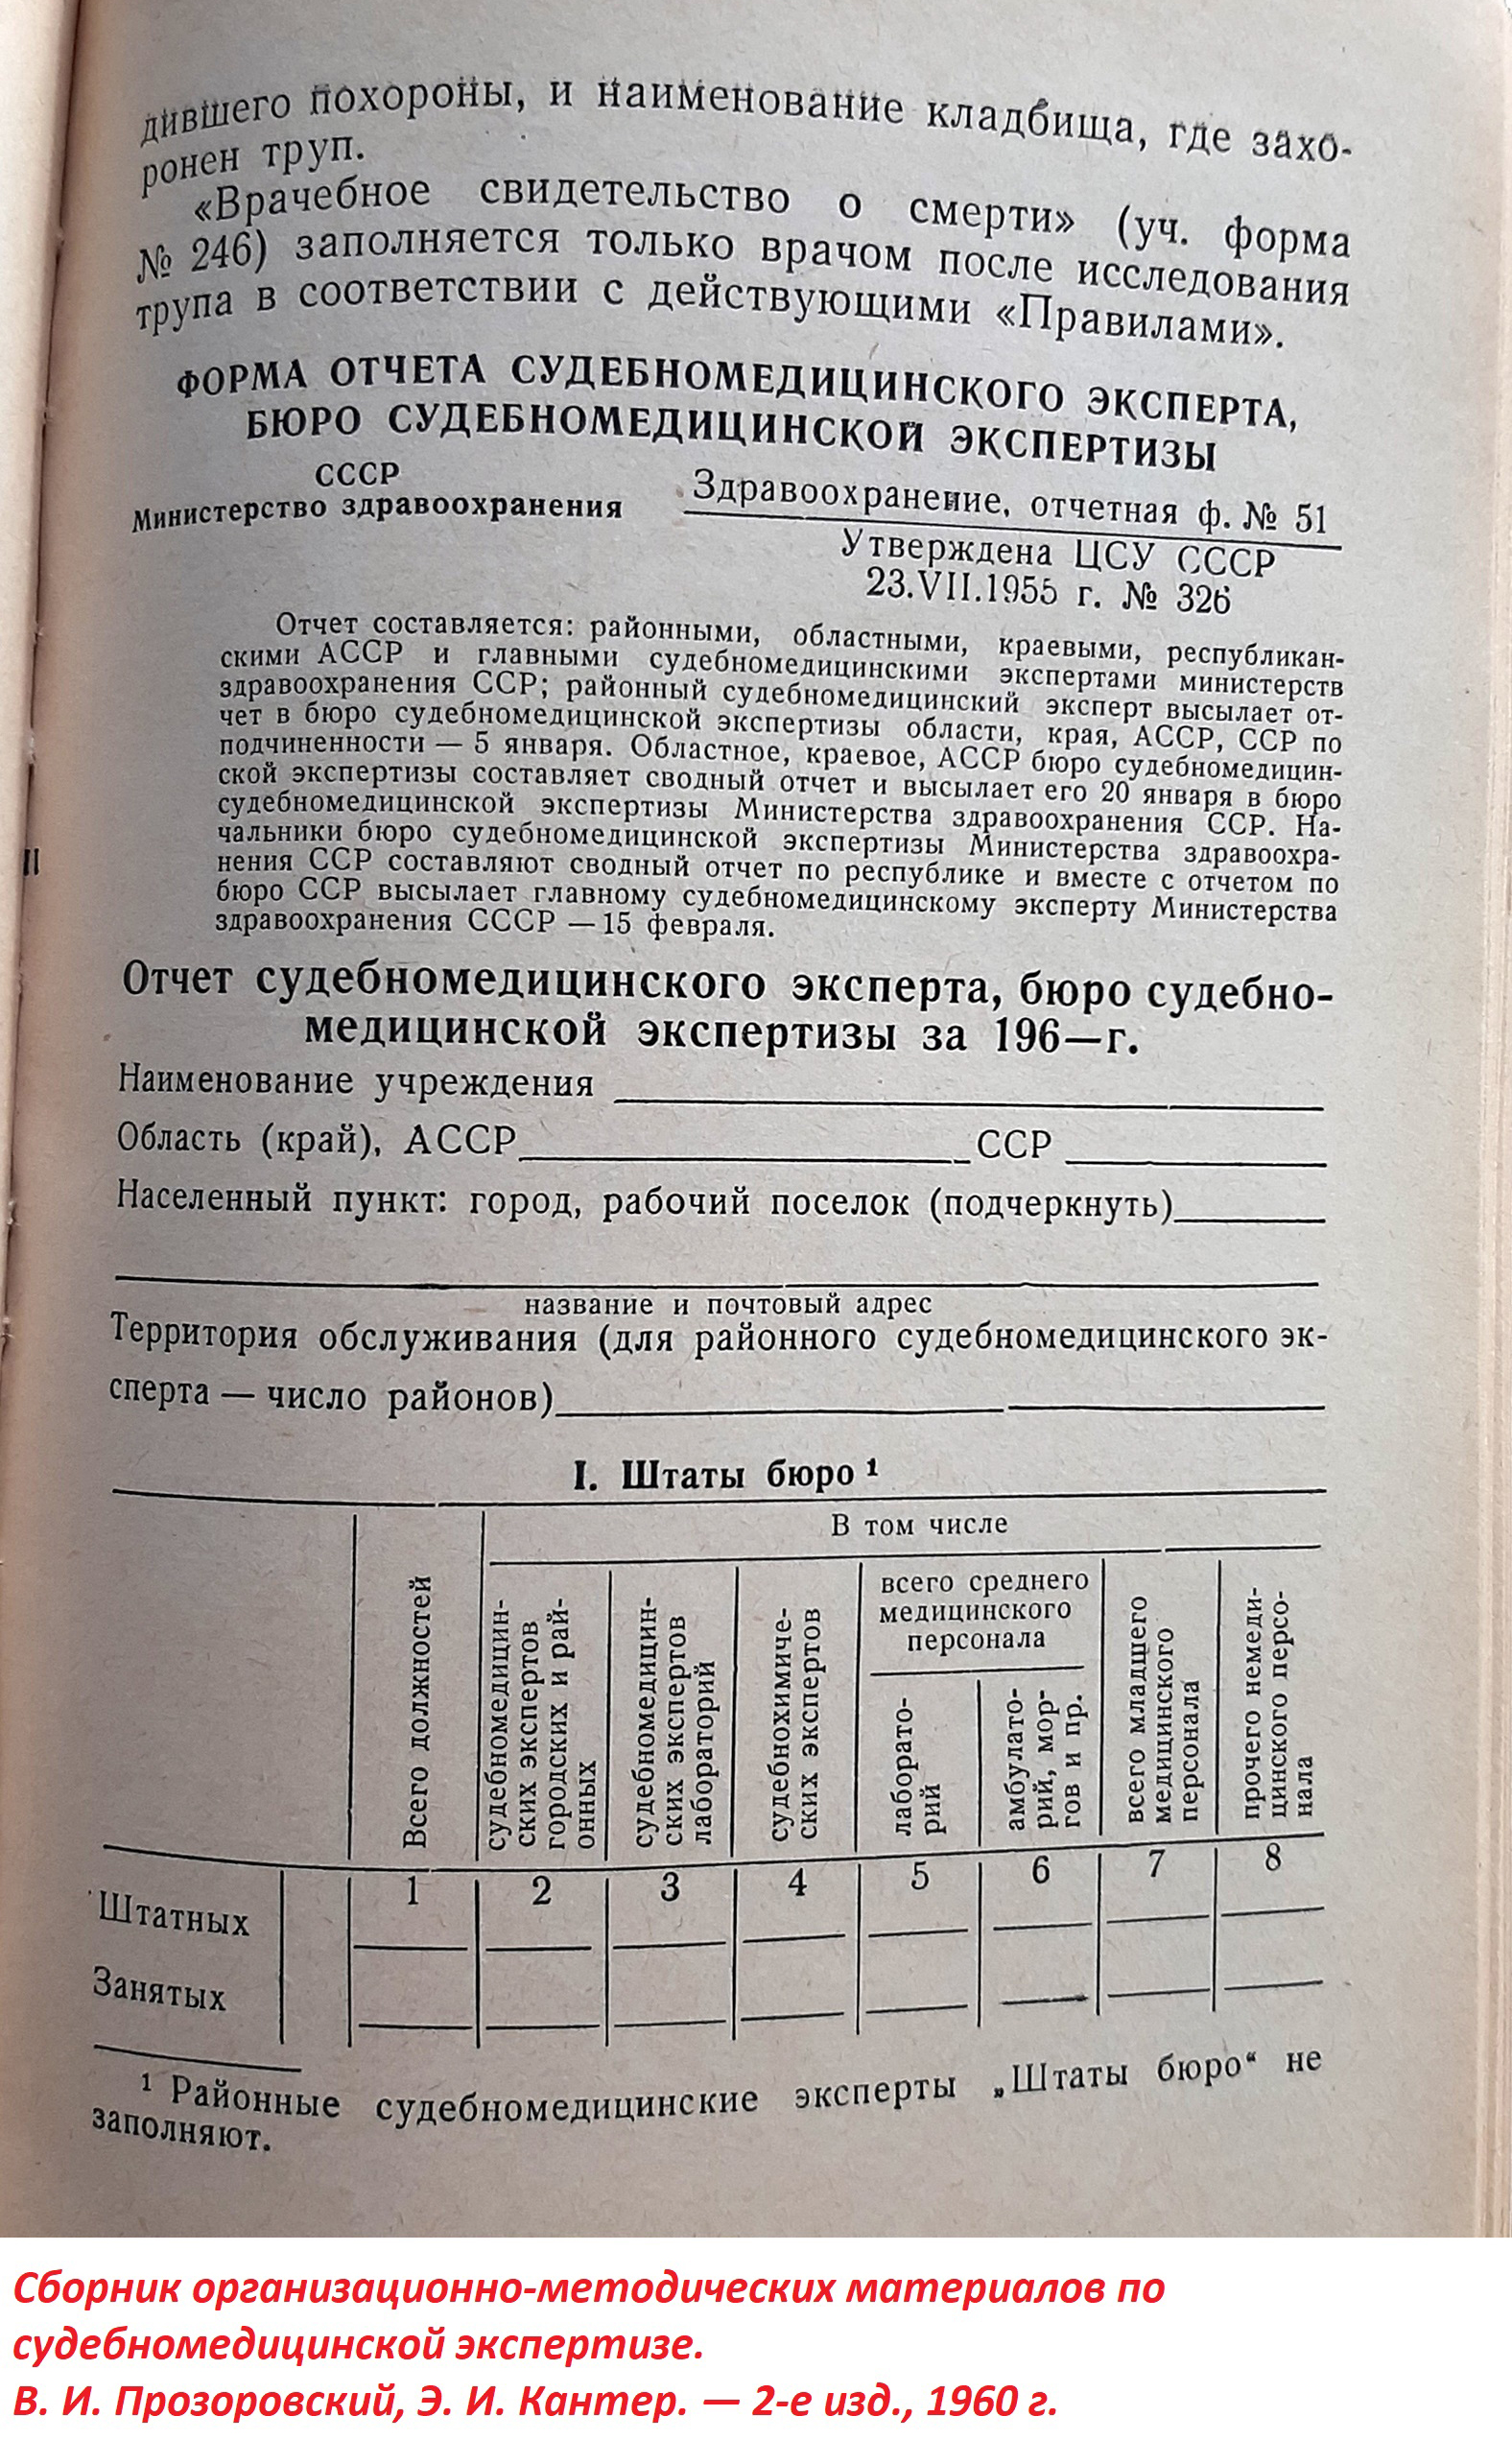 дившего похороны, и наименование кладбища, где захо-
ронен труп.
«Врачебное свидетельство о смерти» (уч. форма
№ 246) заполняется только врачом после исследования
трупа в соответствии с действующими «Правилами».
ФОРМА ОТЧЕТА СУДЕБНОМЕДИЦИНСКОГО ЭКСПЕРТА,
БЮРО СУДЕБНОМЕДИЦИНСКОЙ ЭКСПЕРТИЗЫ
СССР
Министерство здравоохранения
Здравоохранение, отчетная ф. № 51
Утверждена ЦСУ СССР
23.VII.1955 г. № 326
Отчет составляется: районными, областными, краевыми, республикан-
скими АССР и главными судебномедицинскими экспертами министерств
здравоохранения ССР; районный судебномедицинский эксперт высылает от-
чет в бюро судебномедицинской экспертизы области, края, АССР, ССР по
подчиненности — 5 января. Областное, краевое, АССР бюро судебномедицин-
ской экспертизы составляет сводный отчет и высылает его 20 января в бюро
судебномедицинской экспертизы Министерства здравоохранения ССР. На-
чальники бюро судебномедицинской экспертизы Министерства здравоохра-
нения ССР составляют сводный отчет по республике и вместе с отчетом по
бюро ССР высылает главному судебномедицинскому эксперту Министерства
здравоохранения СССР — 15 февраля.
II
Отчет судебномедицинского эксперта, бюро судебно-
медицинской экспертизы за 196—г.
Наименование учреждения
Область (край), АССР ССР
Населенный пункт: город, рабочий поселок (подчеркнуть)
название и почтовый адрес
Территория обслуживания (для районного судебномедицинского эк-
сперта — число районов)
I. Штаты бюро ¹
В том числе
Всего должностей
судебномедицин-
ских экспертов
городских и рай-
онных
судебномедицин-
ских экспертов
лабораторий
судебнохимиче-
ских экспертов
всего среднего
медицинского
персонала
лаборато-
рий
амбулато-
рий, мор-
гов и пр.
всего младшего
медицинского
персонала
прочего немеди-
цинского персо-
нала
1 2 3 4 5 6 7 8
Штатных
Занятых
¹ Районные судебномедицинские эксперты „Штаты бюро“ не
заполняют.
Сборник организационно-методических материалов по
судебномедицинской экспертизе.
В. И. Прозоровский, Э. И. Кантер. — 2-е изд., 1960 г.